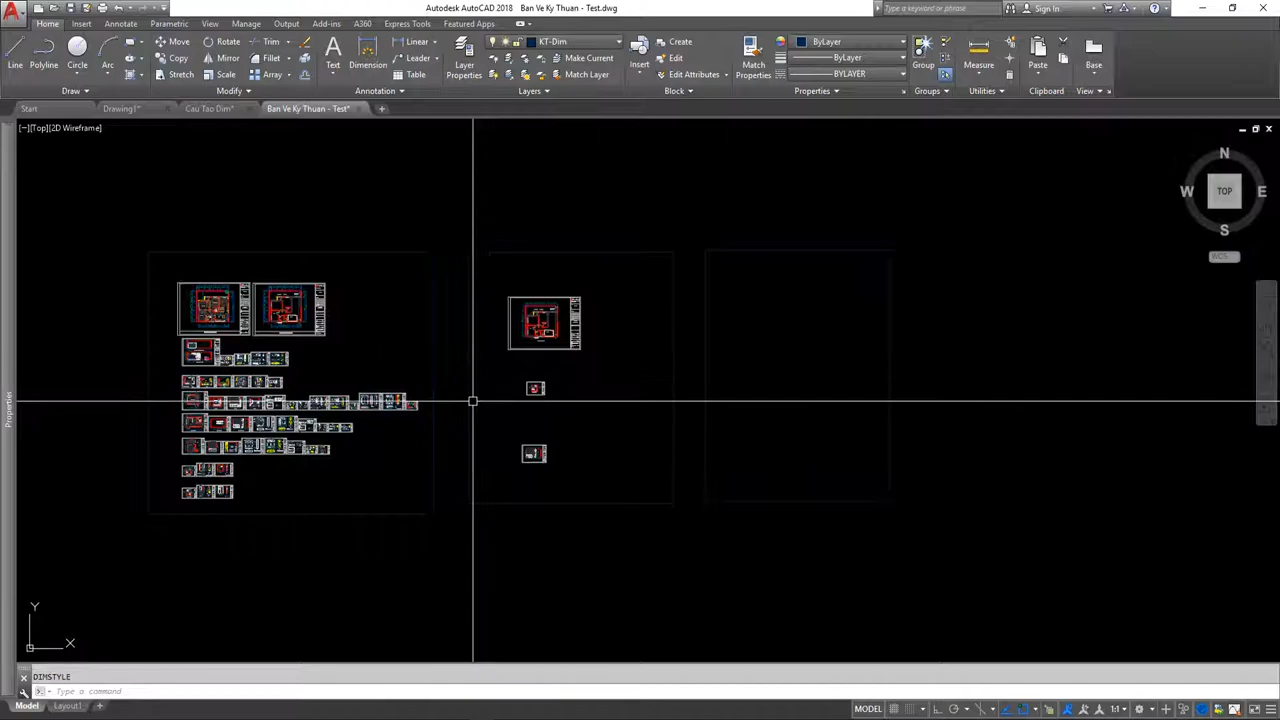 Autodesk AutoCAD 2018 Ban Ve Ky Thuan - Test.dwg
Type a keyword or phrase
Sign In
Home Insert Annotate Parametric View Manage Output Add-ins A360 Express Tools Featured Apps
Line Polyline Circle Arc
Move Rotate Trim
Copy Mirror Fillet
Stretch Scale Array
Text Dimension
Linear
Leader
Table
Layer
Properties
KT-Dim
Make Current
Match Layer
Insert
Create
Edit
Edit Attributes
Match
Properties
ByLayer
ByLayer
BYLAYER
Group
Measure
Paste
Base
Draw Modify Annotation Layers Block Properties Groups Utilities Clipboard View
Start Drawing1* Cau Tao Dim* Ban Ve Ky Thuan - Test*
[−][Top][2D Wireframe]
N
W TOP E
S
WCS
Properties
Y
X
DIMSTYLE
Type a command
Model Layout1
MODEL
1:1